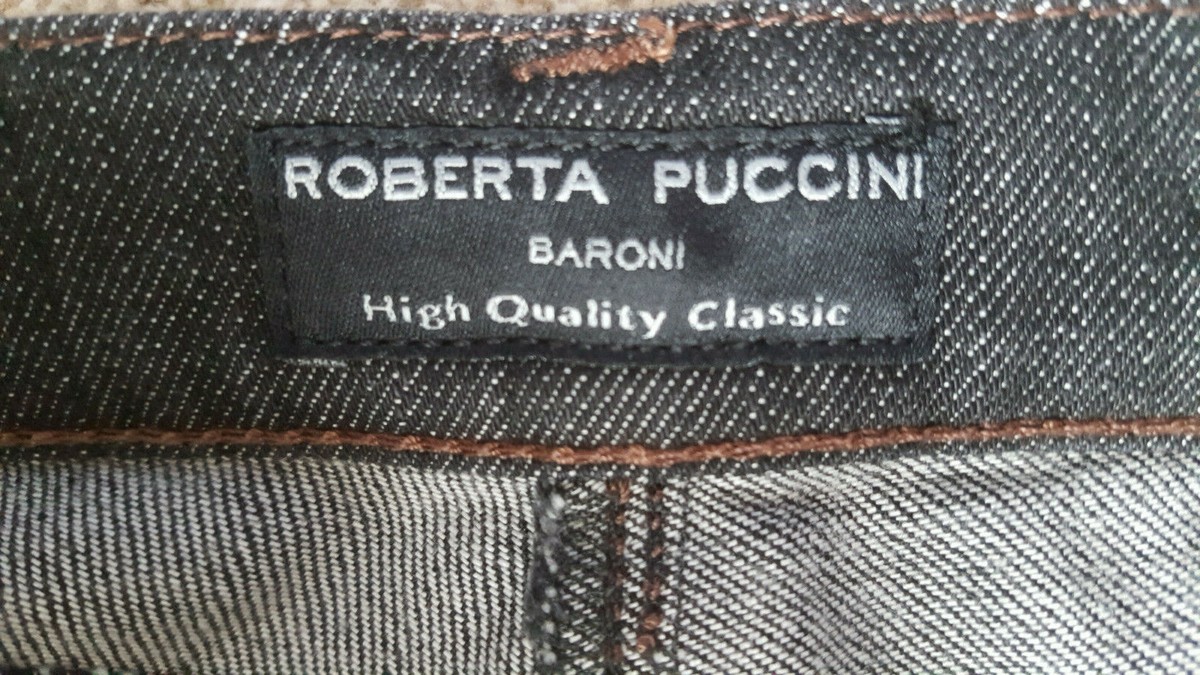 ROBERTA PUCCINI
BARONI
High Quality Classic